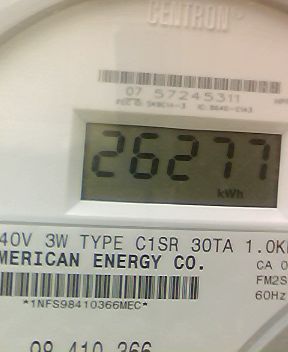 CENTRON
07 57245311
26277
kWh
40V 3W TYPE C1SR 30TA 1.0K
MERICAN ENERGY CO.
CA 0
FM2S
*1NFS98410366MEC*
60Hz
98 410 366